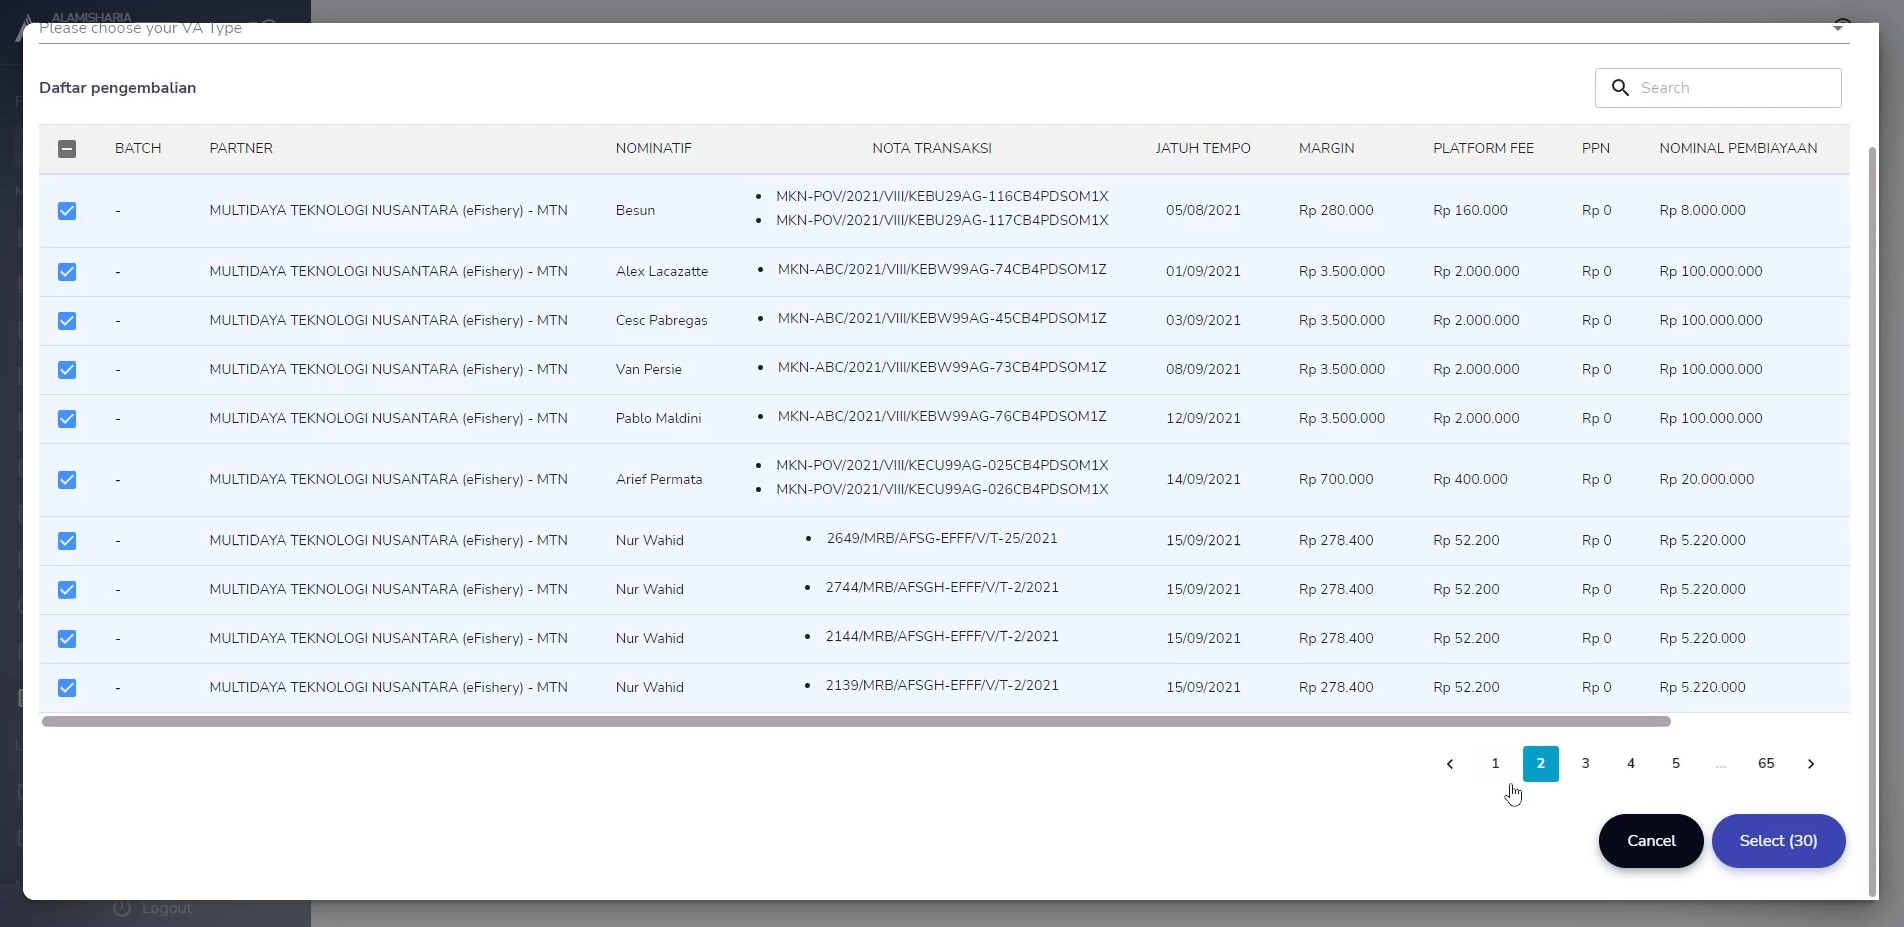 ALAMISHARIA
Please choose your VA Type
Daftar pengembalian
Search
BATCH PARTNER NOMINATIF NOTA TRANSAKSI JATUH TEMPO MARGIN PLATFORM FEE PPN NOMINAL PEMBIAYAAN
- MULTIDAYA TEKNOLOGI NUSANTARA (eFishery) - MTN Besun • MKN-POV/2021/VIII/KEBU29AG-116CB4PDSOM1X • MKN-POV/2021/VIII/KEBU29AG-117CB4PDSOM1X 05/08/2021 Rp 280.000 Rp 160.000 Rp 0 Rp 8.000.000
- MULTIDAYA TEKNOLOGI NUSANTARA (eFishery) - MTN Alex Lacazatte • MKN-ABC/2021/VIII/KEBW99AG-74CB4PDSOM1Z 01/09/2021 Rp 3.500.000 Rp 2.000.000 Rp 0 Rp 100.000.000
- MULTIDAYA TEKNOLOGI NUSANTARA (eFishery) - MTN Cesc Pabregas • MKN-ABC/2021/VIII/KEBW99AG-45CB4PDSOM1Z 03/09/2021 Rp 3.500.000 Rp 2.000.000 Rp 0 Rp 100.000.000
- MULTIDAYA TEKNOLOGI NUSANTARA (eFishery) - MTN Van Persie • MKN-ABC/2021/VIII/KEBW99AG-73CB4PDSOM1Z 08/09/2021 Rp 3.500.000 Rp 2.000.000 Rp 0 Rp 100.000.000
- MULTIDAYA TEKNOLOGI NUSANTARA (eFishery) - MTN Pablo Maldini • MKN-ABC/2021/VIII/KEBW99AG-76CB4PDSOM1Z 12/09/2021 Rp 3.500.000 Rp 2.000.000 Rp 0 Rp 100.000.000
- MULTIDAYA TEKNOLOGI NUSANTARA (eFishery) - MTN Arief Permata • MKN-POV/2021/VIII/KECU99AG-025CB4PDSOM1X • MKN-POV/2021/VIII/KECU99AG-026CB4PDSOM1X 14/09/2021 Rp 700.000 Rp 400.000 Rp 0 Rp 20.000.000
- MULTIDAYA TEKNOLOGI NUSANTARA (eFishery) - MTN Nur Wahid • 2649/MRB/AFSG-EFFF/V/T-25/2021 15/09/2021 Rp 278.400 Rp 52.200 Rp 0 Rp 5.220.000
- MULTIDAYA TEKNOLOGI NUSANTARA (eFishery) - MTN Nur Wahid • 2744/MRB/AFSGH-EFFF/V/T-2/2021 15/09/2021 Rp 278.400 Rp 52.200 Rp 0 Rp 5.220.000
- MULTIDAYA TEKNOLOGI NUSANTARA (eFishery) - MTN Nur Wahid • 2144/MRB/AFSGH-EFFF/V/T-2/2021 15/09/2021 Rp 278.400 Rp 52.200 Rp 0 Rp 5.220.000
- MULTIDAYA TEKNOLOGI NUSANTARA (eFishery) - MTN Nur Wahid • 2139/MRB/AFSGH-EFFF/V/T-2/2021 15/09/2021 Rp 278.400 Rp 52.200 Rp 0 Rp 5.220.000
1 2 3 4 5 ... 65
Cancel Select (30)
Logout